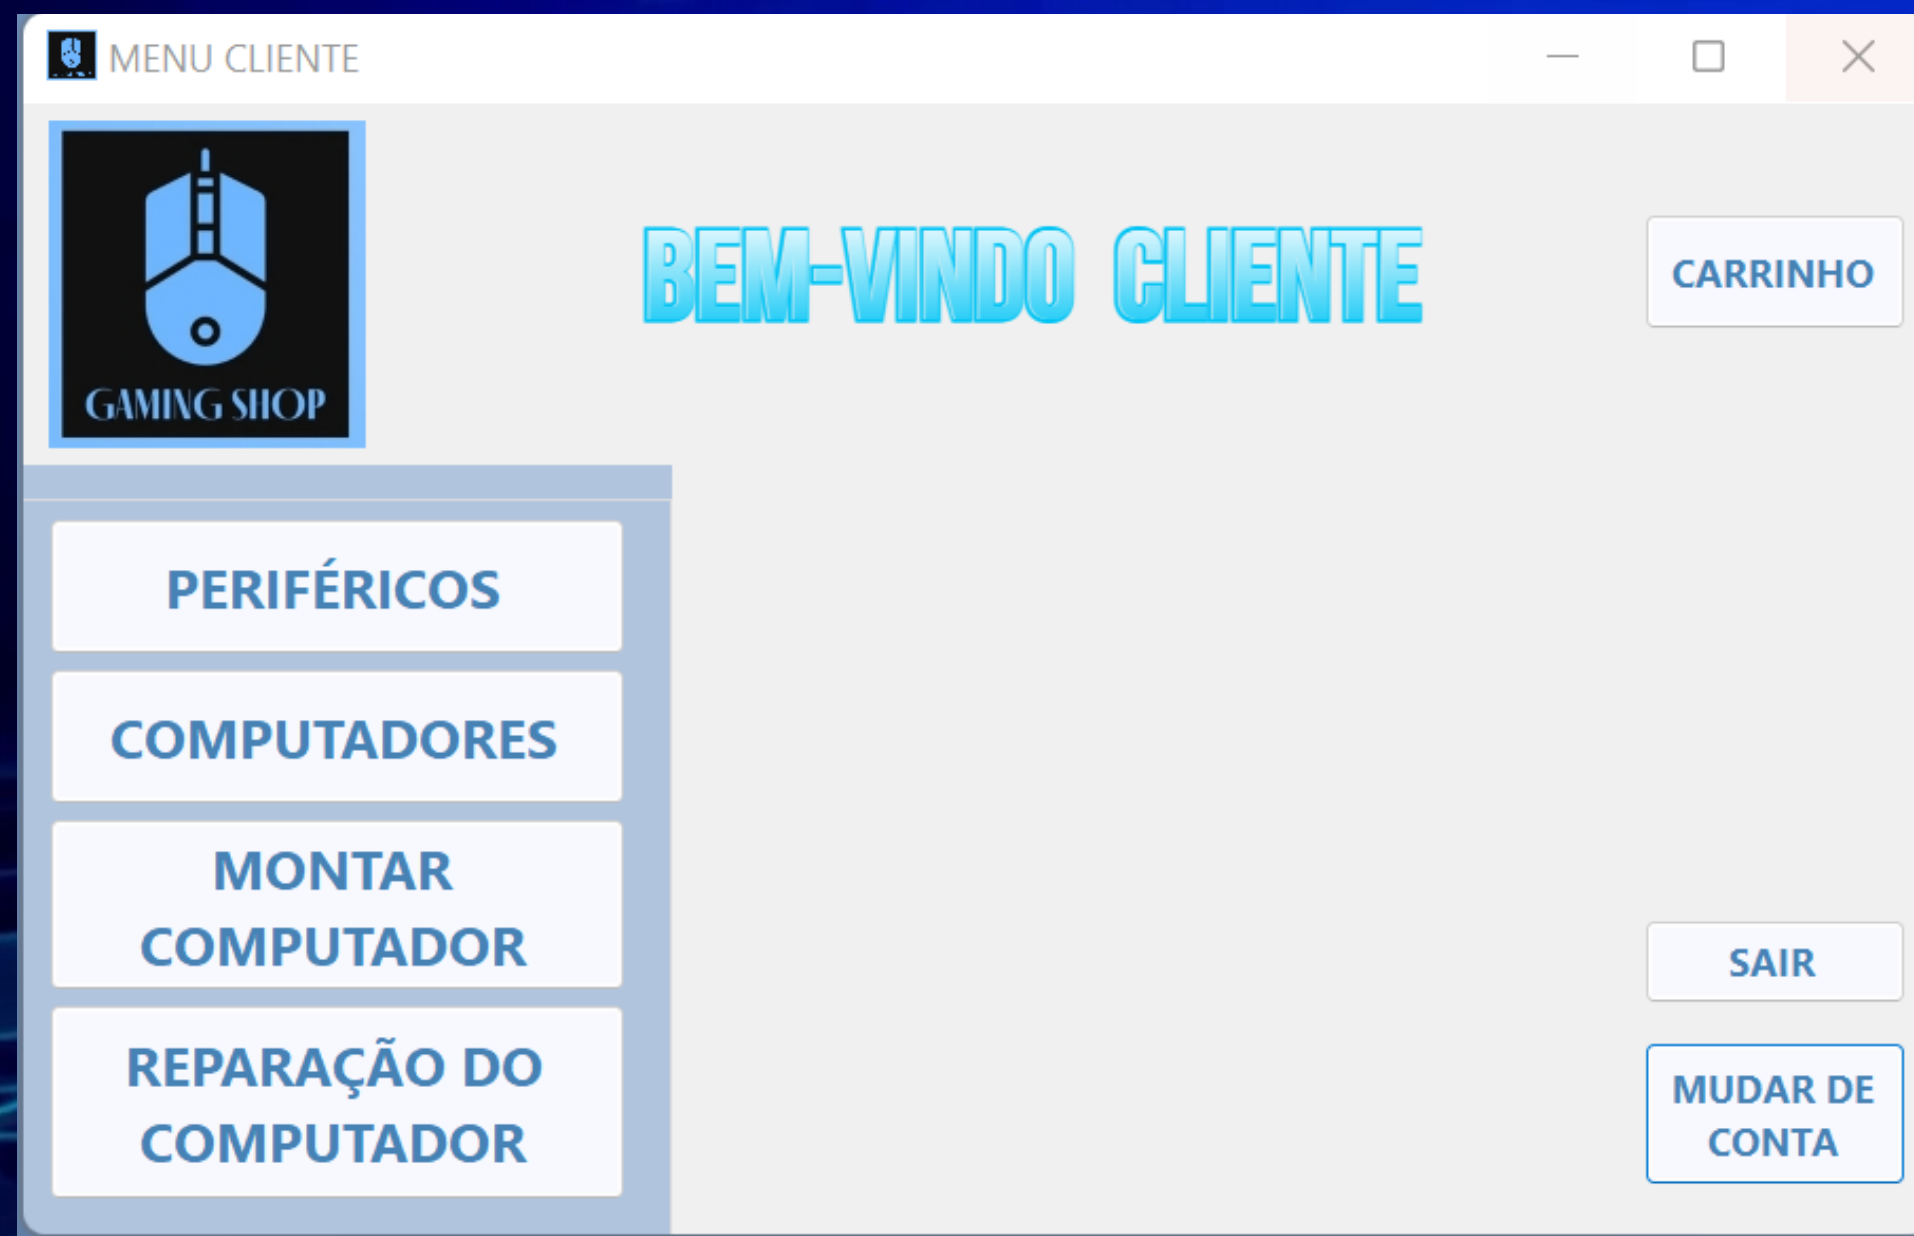 MENU CLIENTE
GAMING SHOP
BEM-VINDO CLIENTE
CARRINHO
PERIFÉRICOS
COMPUTADORES
MONTAR
COMPUTADOR
REPARAÇÃO DO
COMPUTADOR
SAIR
MUDAR DE
CONTA